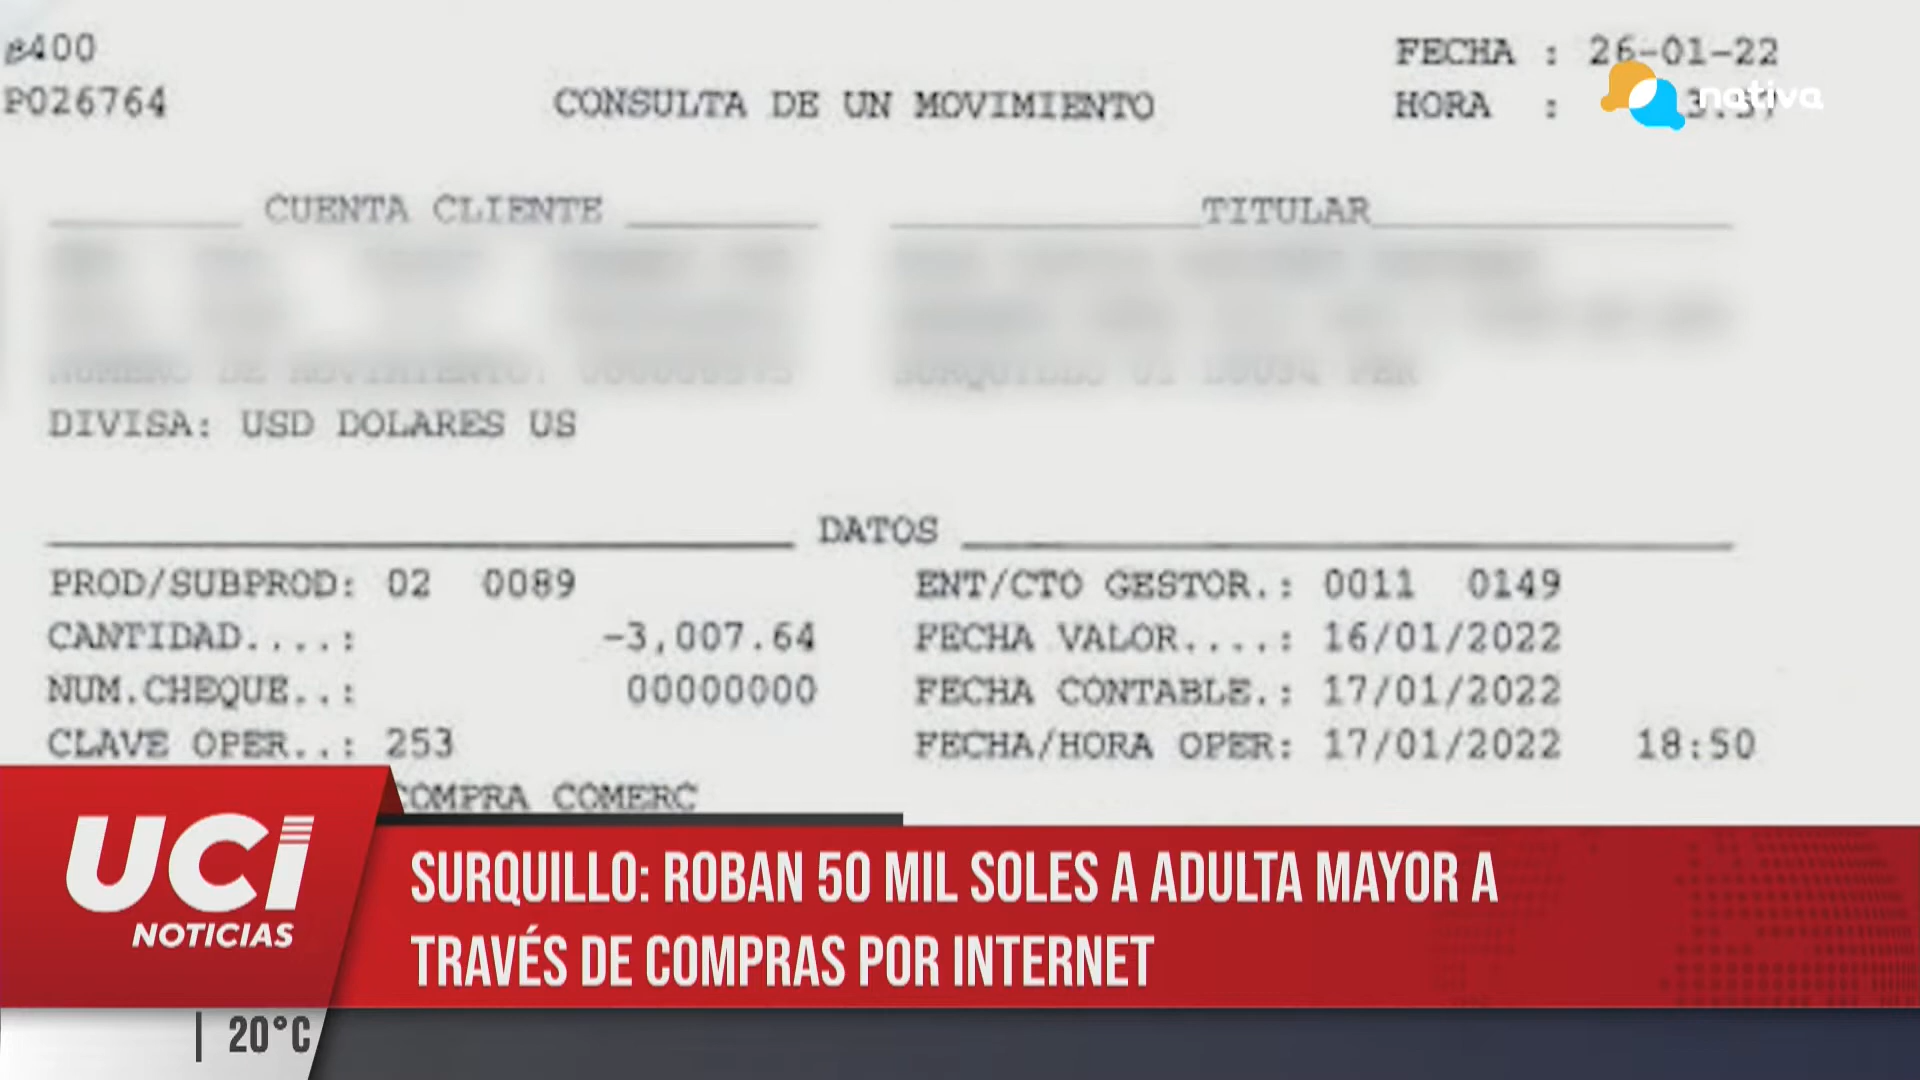 e400
FECHA : 26-01-22
nativa
P026764
CONSULTA DE UN MOVIMIENTO
HORA :
CUENTA CLIENTE
TITULAR
DIVISA: USD DOLARES US
DATOS
PROD/SUBPROD: 02 0089
ENT/CTO GESTOR.: 0011 0149
CANTIDAD....: -3,007.64
FECHA VALOR....: 16/01/2022
NUM.CHEQUE..: 00000000
FECHA CONTABLE.: 17/01/2022
CLAVE OPER..: 253
FECHA/HORA OPER: 17/01/2022 18:50
COMPRA COMERC
UCI
NOTICIAS
SURQUILLO: ROBAN 50 MIL SOLES A ADULTA MAYOR A
TRAVÉS DE COMPRAS POR INTERNET
20°C